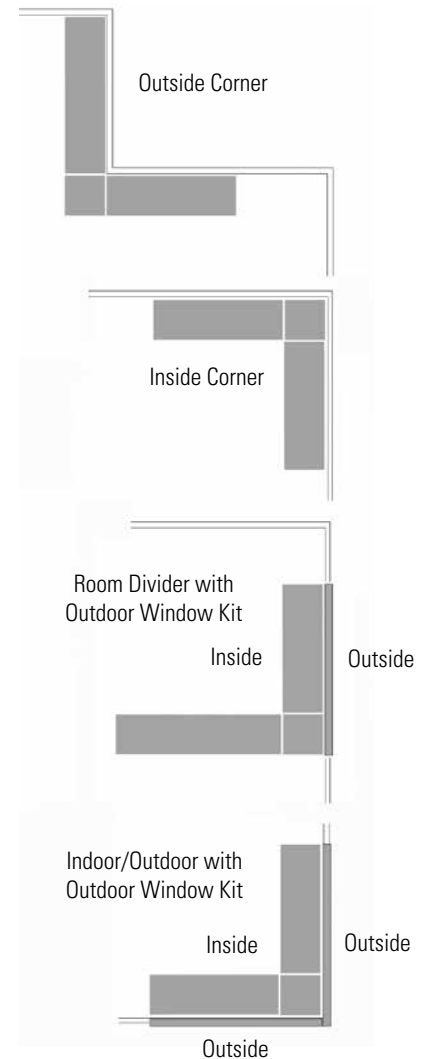 Outside Corner
Inside Corner
Room Divider with
Outdoor Window Kit
Inside
Outside
Indoor/Outdoor with
Outdoor Window Kit
Inside
Outside
Outside